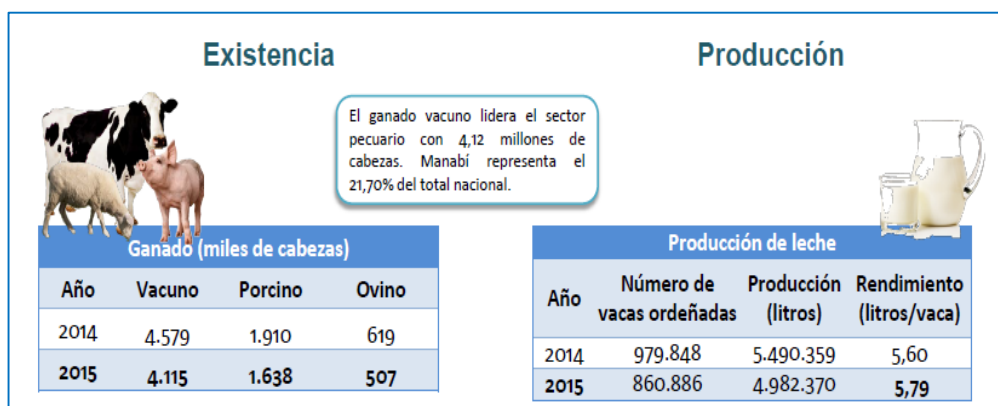 Existencia
Producción
El ganado vacuno lidera el sector
pecuario con 4,12 millones de
cabezas. Manabí representa el
21,70% del total nacional.
Ganado (miles de cabezas)
Año Vacuno Porcino Ovino
2014 4.579 1.910 619
2015 4.115 1.638 507
Producción de leche
Año Número de vacas ordeñadas Producción (litros) Rendimiento (litros/vaca)
2014 979.848 5.490.359 5,60
2015 860.886 4.982.370 5,79